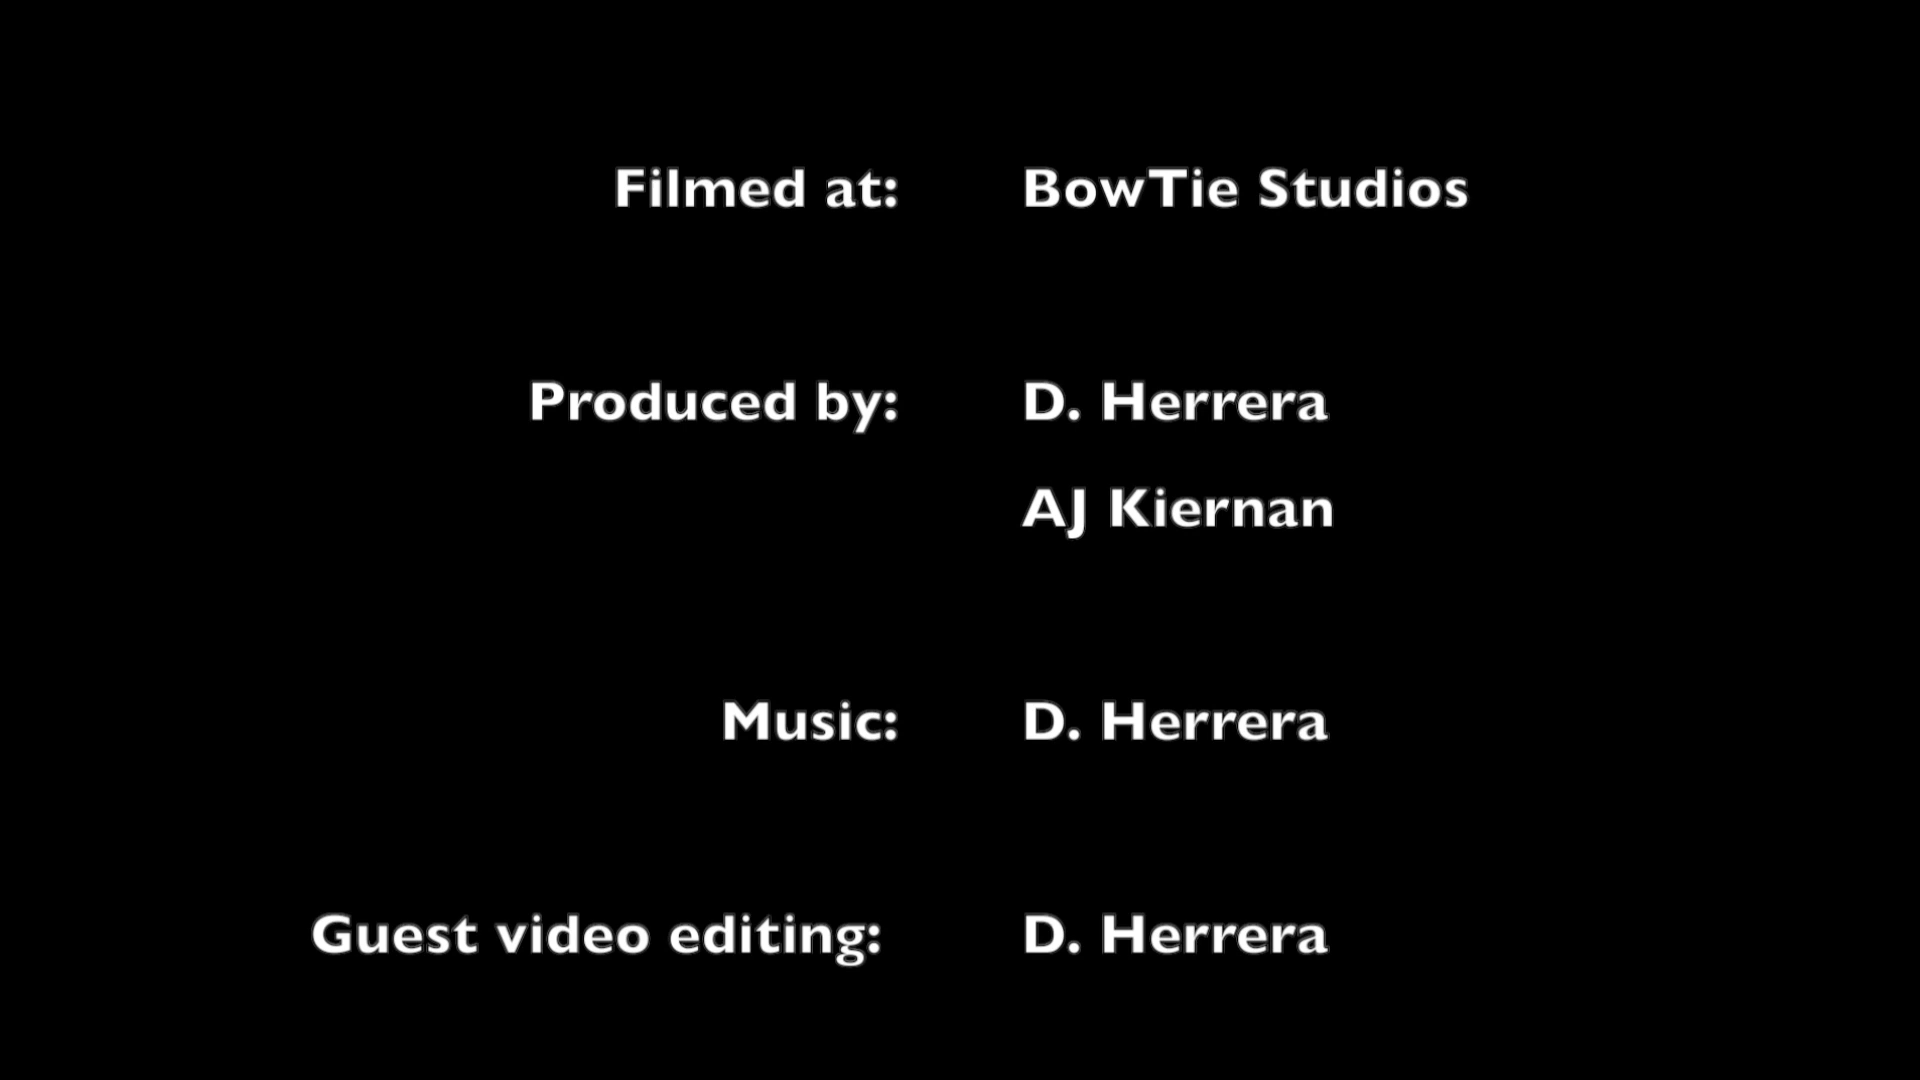 Filmed at: BowTie Studios
Produced by: D. Herrera
AJ Kiernan
Music: D. Herrera
Guest video editing: D. Herrera